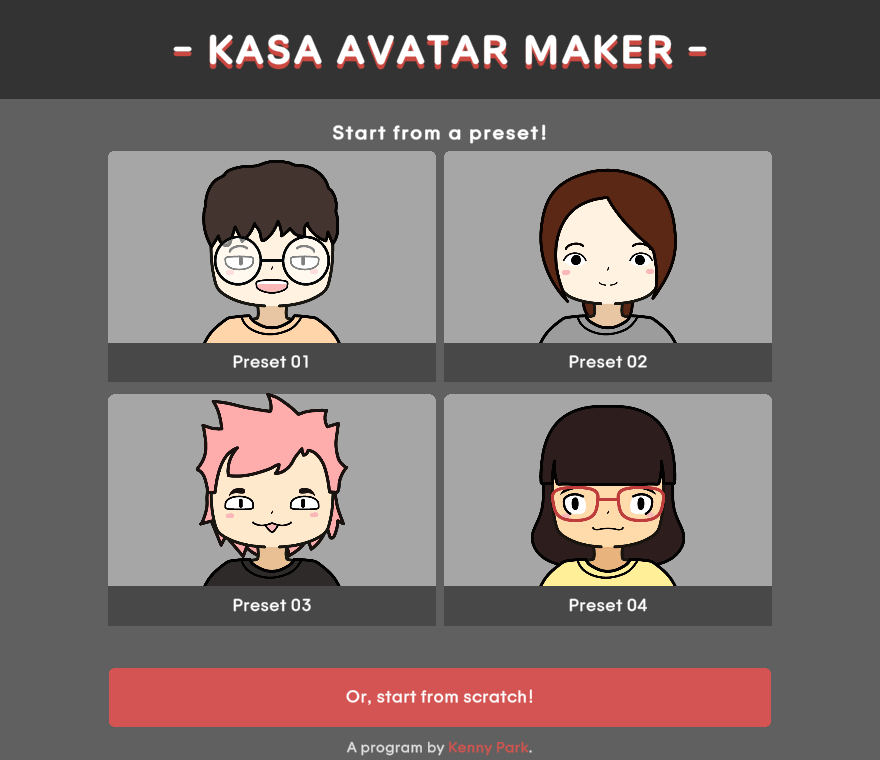 - KASA AVATAR MAKER -
Start from a preset!
Preset 01
Preset 02
Preset 03
Preset 04
Or, start from scratch!
A program by Kenny Park.